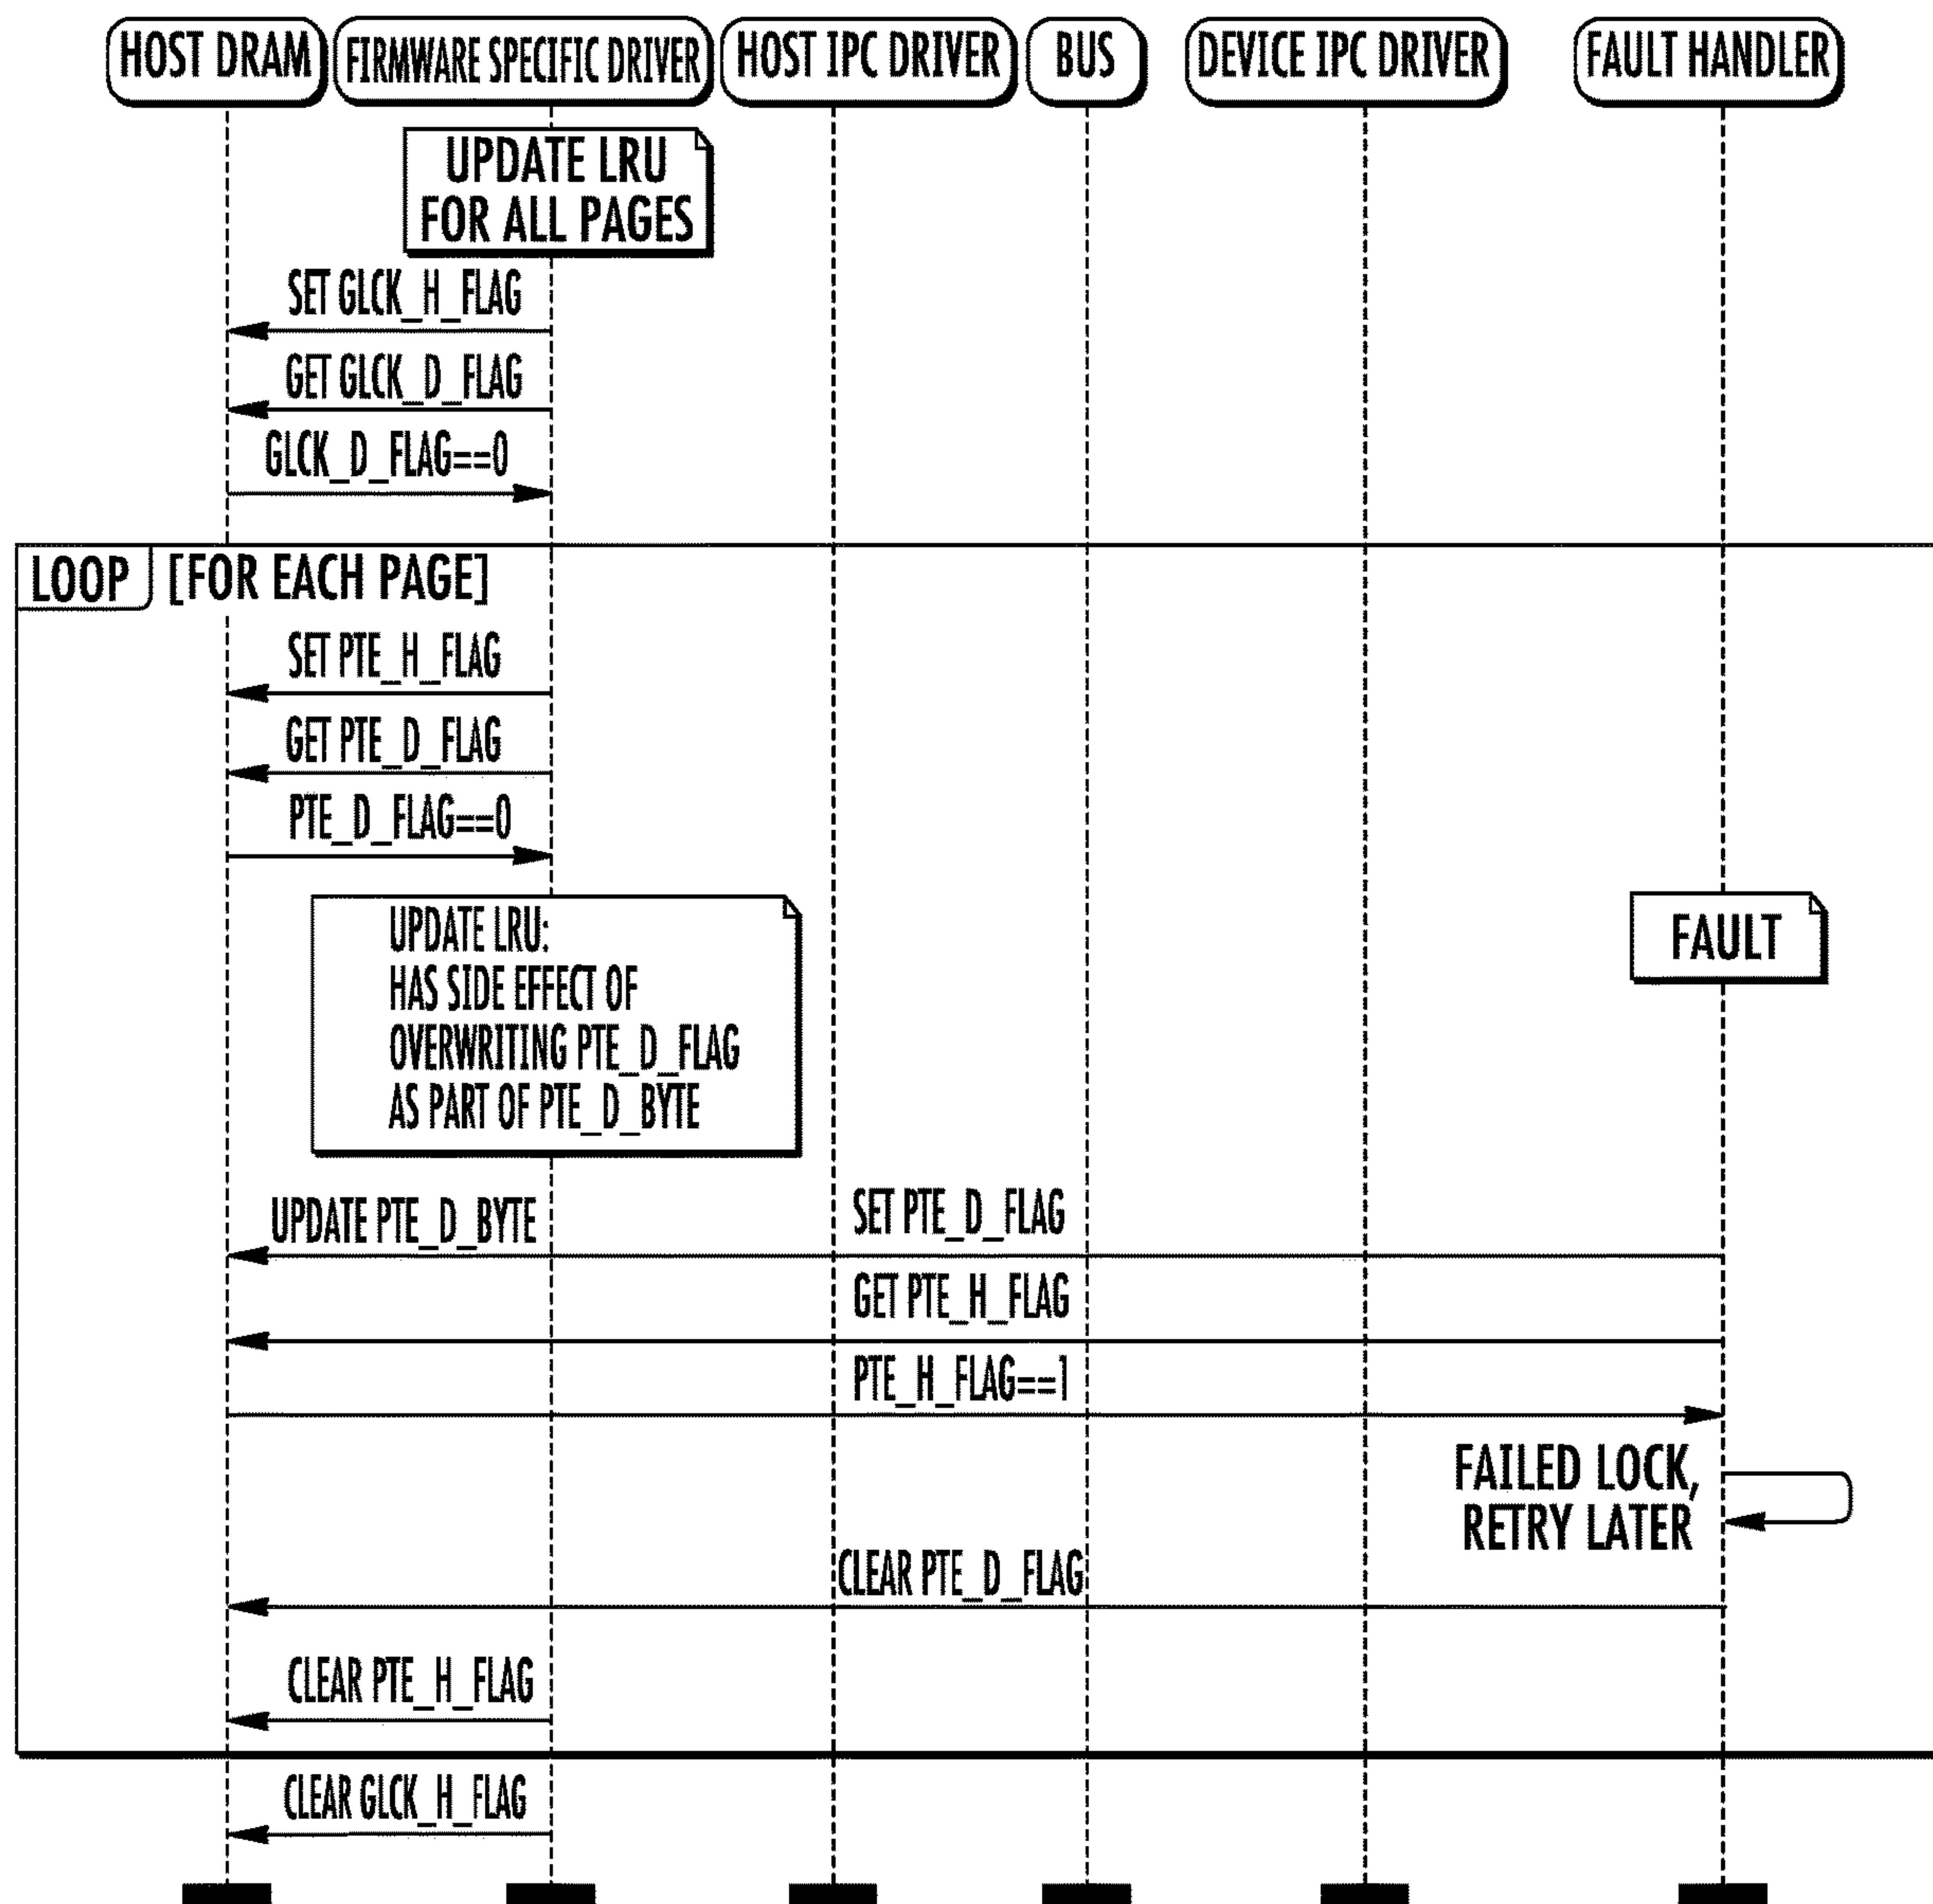 HOST DRAM
FIRMWARE SPECIFIC DRIVER
HOST IPC DRIVER
BUS
DEVICE IPC DRIVER
FAULT HANDLER
UPDATE LRU
FOR ALL PAGES
SET GLCK_H_FLAG
GET GLCK_D_FLAG
GLCK_D_FLAG==0
LOOP [FOR EACH PAGE]
SET PTE_H_FLAG
GET PTE_D_FLAG
PTE_D_FLAG==0
UPDATE LRU:
HAS SIDE EFFECT OF
OVERWRITING PTE_D_FLAG
AS PART OF PTE_D_BYTE
FAULT
UPDATE PTE_D_BYTE
SET PTE_D_FLAG
GET PTE_H_FLAG
PTE_H_FLAG==1
FAILED LOCK,
RETRY LATER
CLEAR PTE_D_FLAG
CLEAR PTE_H_FLAG
CLEAR GLCK_H_FLAG